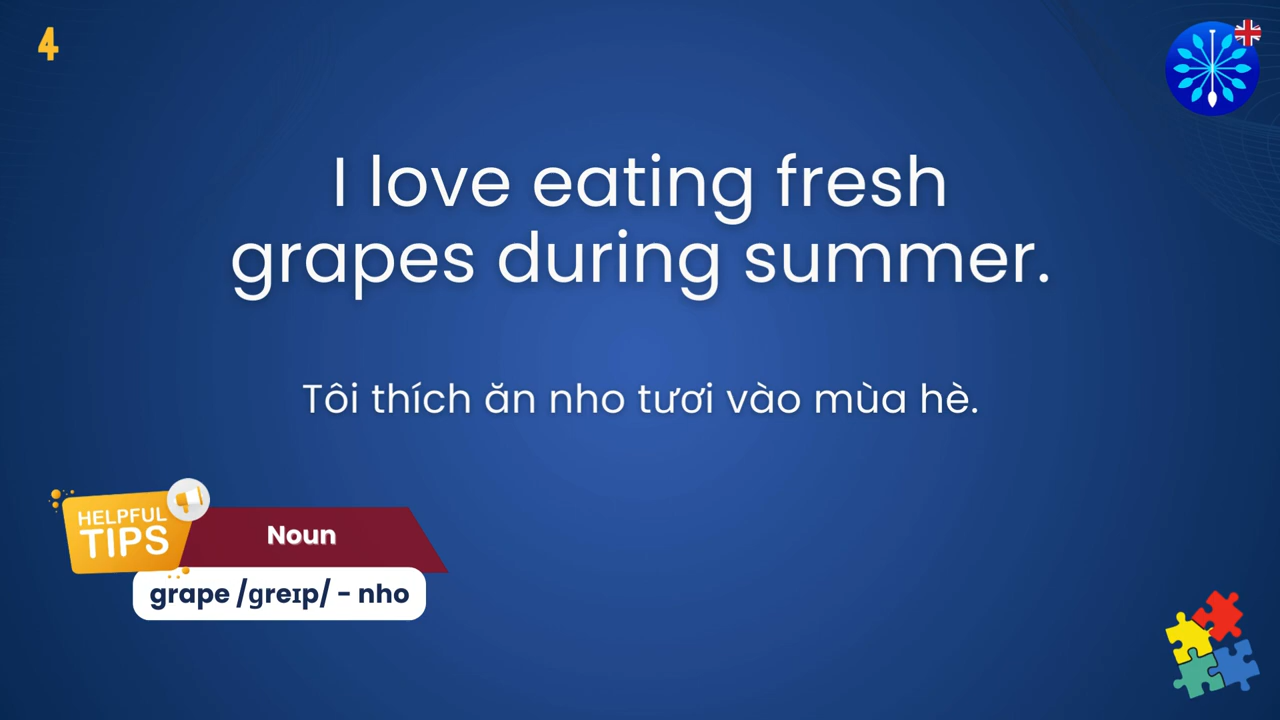 4
I love eating fresh
grapes during summer.
Tôi thích ăn nho tươi vào mùa hè.
HELPFUL
TIPS
Noun
grape /ɡreɪp/ - nho